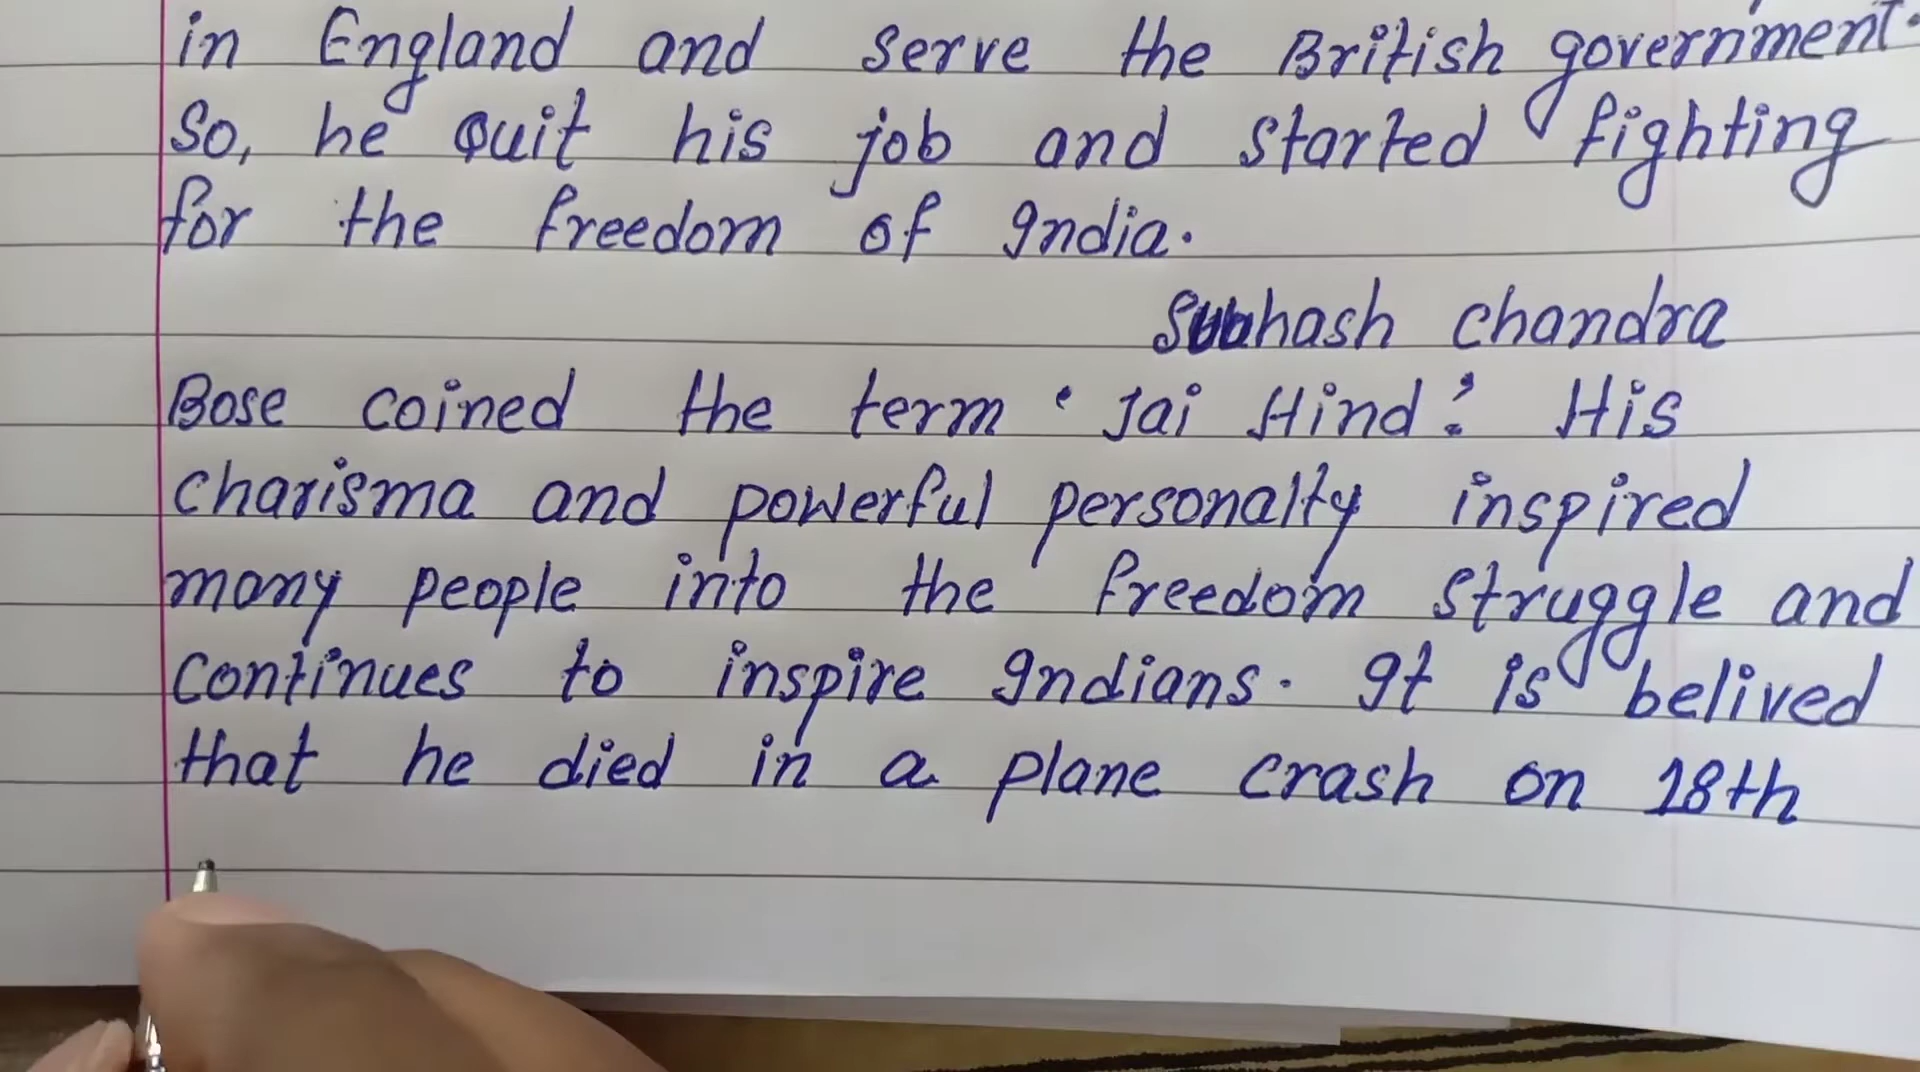 in England and serve the British government.
So, he quit his job and started fighting
for the freedom of India.
Subhash Chandra
Bose coined the term 'Jai Hind'. His
charisma and powerful personalty inspired
many people into the freedom struggle and
continues to inspire Indians. It is belived
that he died in a plane crash on 18th